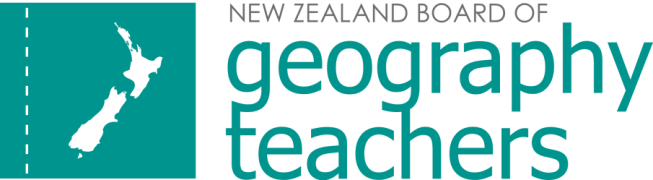 NEW ZEALAND BOARD OF
geography
teachers